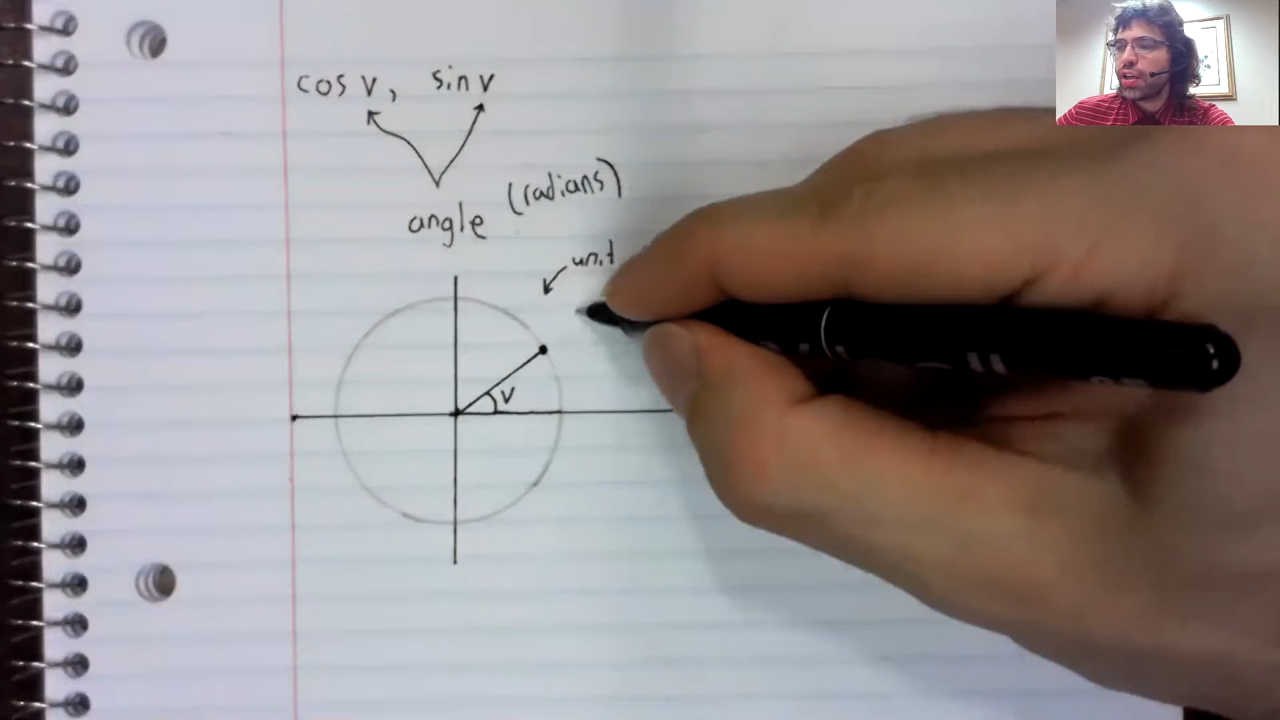 cos v, sin v
angle (radians)
unit
v